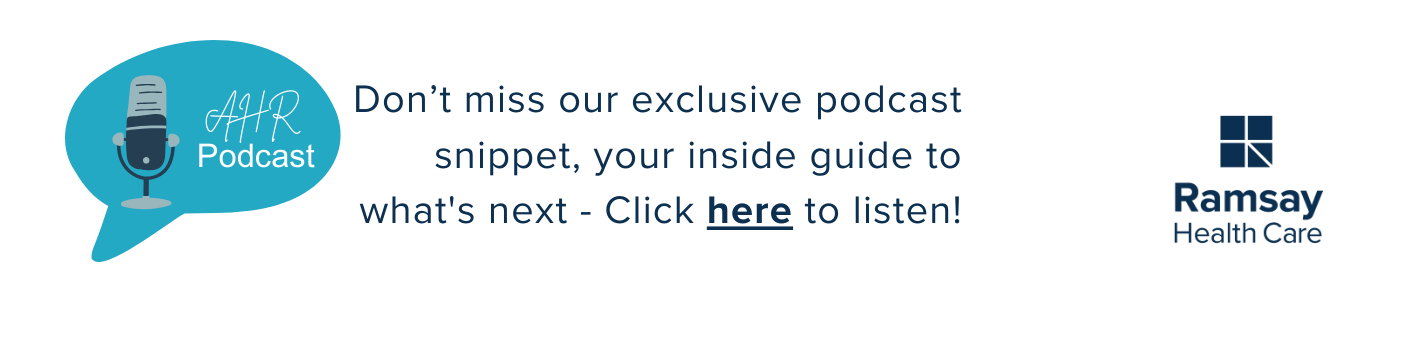 AHR
Podcast
Don’t miss our exclusive podcast
snippet, your inside guide to
what's next - Click here to listen!
Ramsay
Health Care